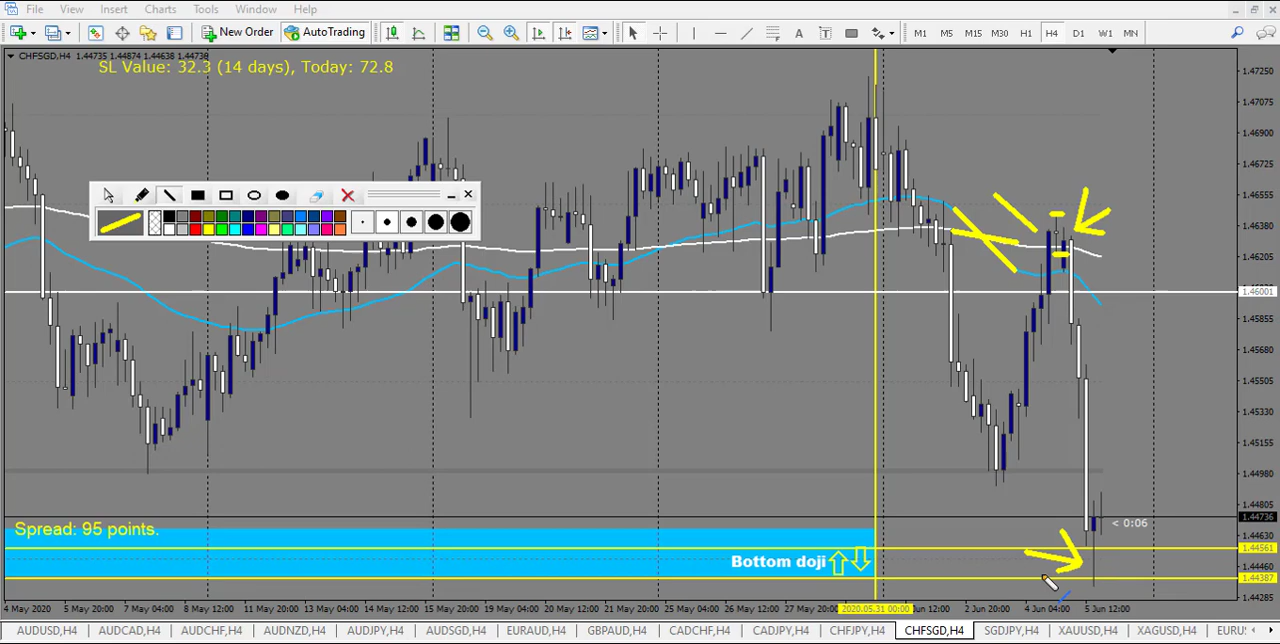 File View Insert Charts Tools Window Help
New Order AutoTrading M1 M5 M15 M30 H1 H4 D1 W1 MN
CHFSGD,H4 1.44735 1.44874 1.44638 1.44736
SL Value: 32.3 (14 days), Today: 72.8
1.47250
1.47075
1.46900
1.46725
1.46555
1.46380
1.46205
1.46001
1.45855
1.45680
1.45505
1.45330
1.45155
1.44980
1.44805
1.44736
< 0:06
Spread: 95 points.
1.44630
1.44561
Bottom doji
1.44460
1.44387
1.44285
4 May 2020 5 May 20:00 7 May 04:00 8 May 12:00 11 May 20:00 13 May 04:00 14 May 12:00 15 May 20:00 19 May 04:00 20 May 12:00 21 May 20:00 25 May 04:00 26 May 12:00 27 May 20:00 2020.05.31 00:00 Jun 12:00 2 Jun 20:00 4 Jun 04:00 5 Jun 12:00
AUDUSD,H4 AUDCAD,H4 AUDCHF,H4 AUDNZD,H4 AUDJPY,H4 AUDSGD,H4 EURAUD,H4 GBPAUD,H4 CADCHF,H4 CADJPY,H4 CHFJPY,H4 CHFSGD,H4 SGDJPY,H4 XAUUSD,H4 XAGUSD,H4 EURUS